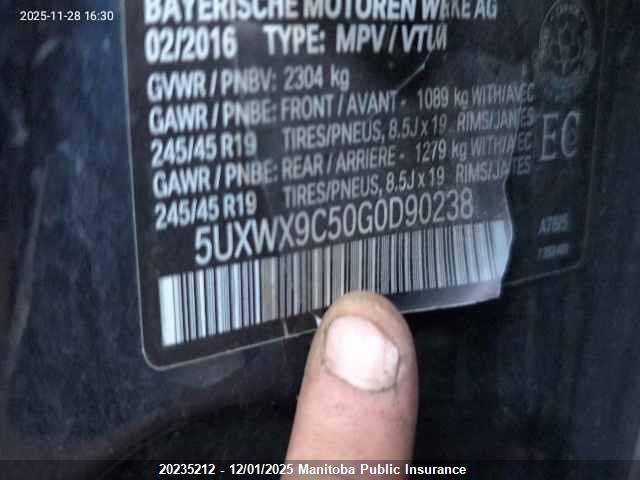 2025-11-28 16:30
BAYERISCHE MOTOREN WERKE AG
02/2016 TYPE: MPV / VTUM
GVWR / PNBV: 2304 kg
GAWR / PNBE: FRONT / AVANT - 1089 kg WITH/AVEC
245/45 R19 TIRES/PNEUS, 8.5J x 19 RIMS/JANTES
GAWR / PNBE: REAR / ARRIERE - 1279 kg WITH/AVEC
245/45 R19 TIRES/PNEUS, 8.5J x 19 RIMS/JANTES
EC
5UXWX9C50G0D90238
20235212 - 12/01/2025 Manitoba Public Insurance